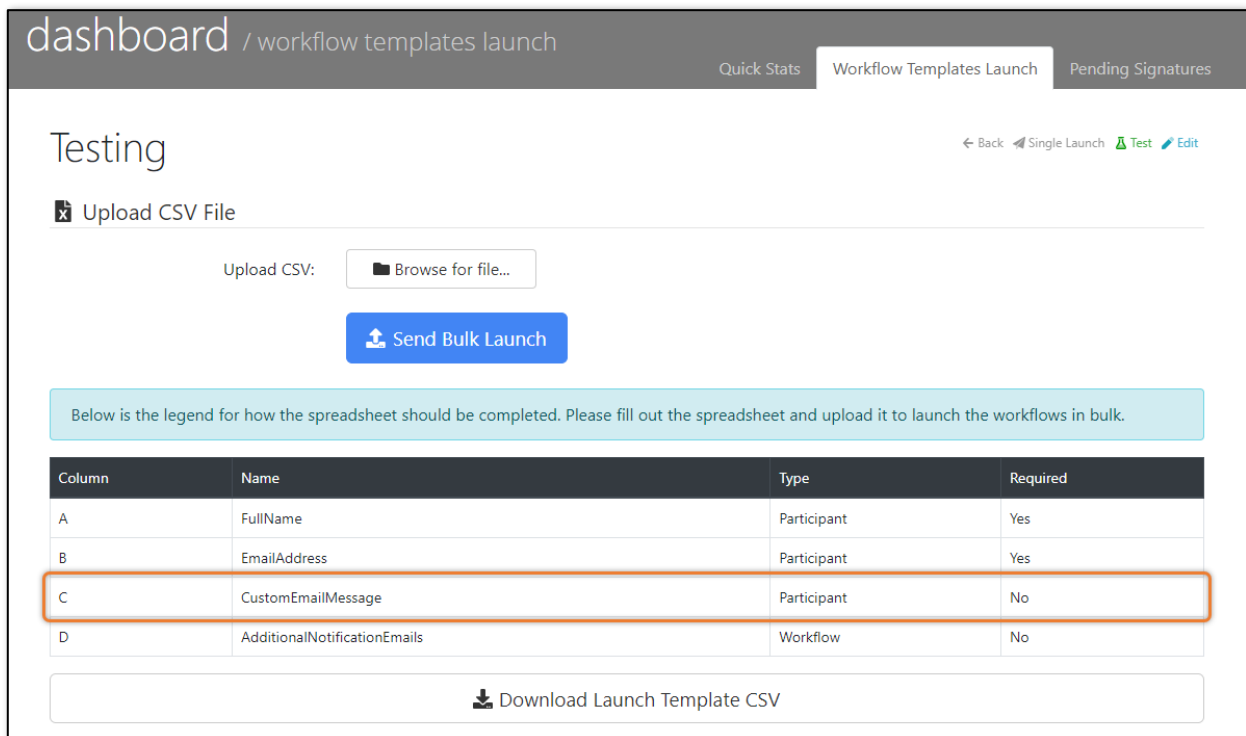 dashboard / workflow templates launch
Quick Stats Workflow Templates Launch Pending Signatures
Testing
Back Single Launch Test Edit
Upload CSV File
Upload CSV: Browse for file...
Send Bulk Launch
Below is the legend for how the spreadsheet should be completed. Please fill out the spreadsheet and upload it to launch the workflows in bulk.
Column Name Type Required
A FullName Participant Yes
B EmailAddress Participant Yes
C CustomEmailMessage Participant No
D AdditionalNotificationEmails Workflow No
Download Launch Template CSV